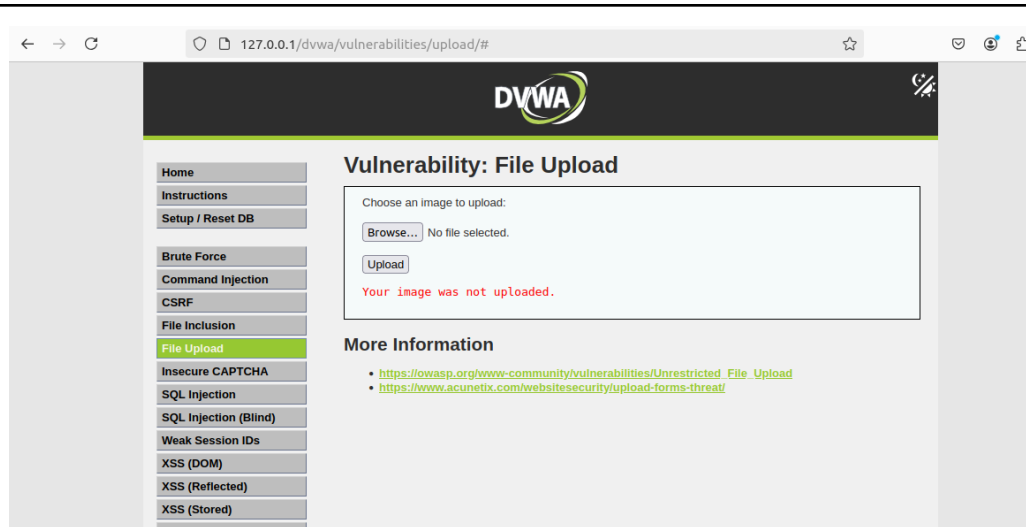 127.0.0.1/dvwa/vulnerabilities/upload/#
DVWA
Home
Instructions
Setup / Reset DB
Brute Force
Command Injection
CSRF
File Inclusion
File Upload
Insecure CAPTCHA
SQL Injection
SQL Injection (Blind)
Weak Session IDs
XSS (DOM)
XSS (Reflected)
XSS (Stored)
Vulnerability: File Upload
Choose an image to upload:
Browse... No file selected.
Upload
Your image was not uploaded.
More Information
https://owasp.org/www-community/vulnerabilities/Unrestricted_File_Upload
https://www.acunetix.com/websitesecurity/upload-forms-threat/